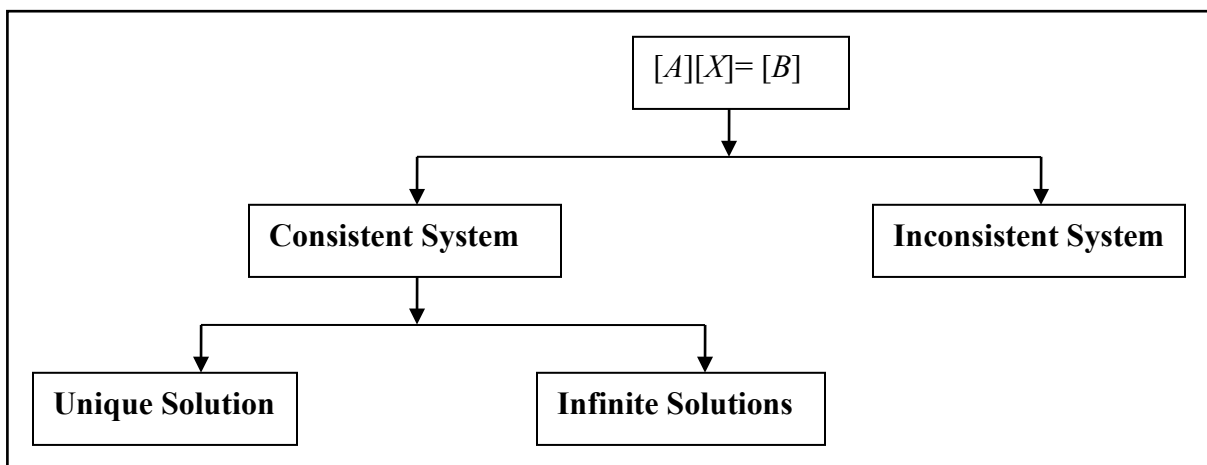 [A][X]= [B]
Consistent System
Inconsistent System
Unique Solution
Infinite Solutions